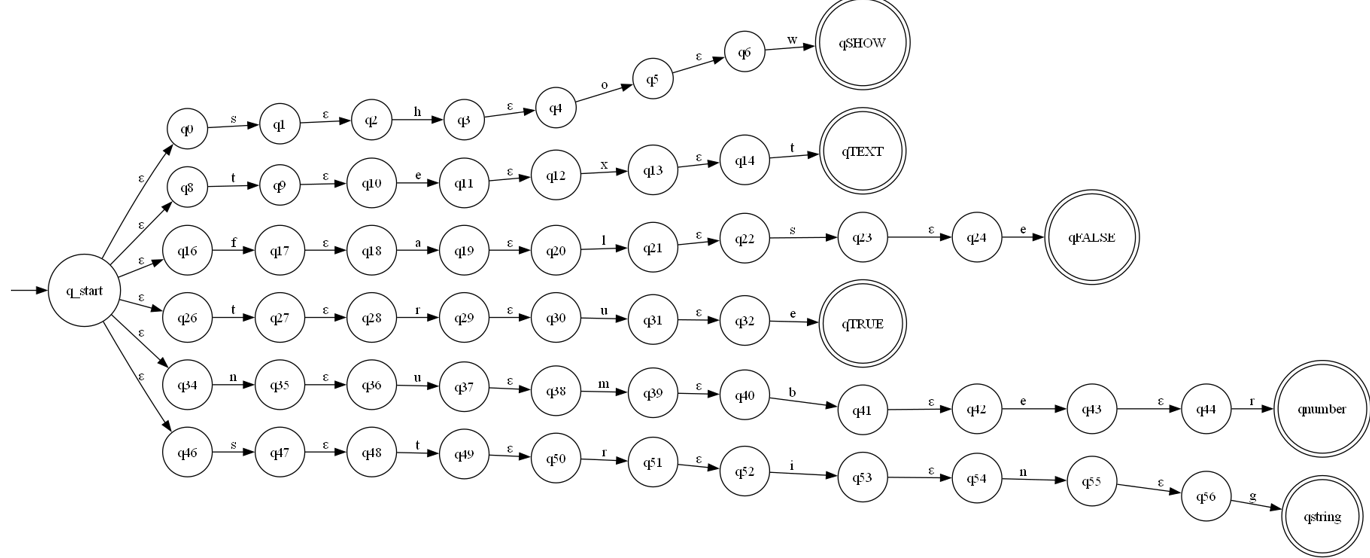 q0 s q1 ε q2 h q3 ε q4 o q5 ε q6 w qSHOW
ε q8 t q9 ε q10 e q11 ε q12 x q13 ε q14 t qTEXT
ε q16 f q17 ε q18 a q19 ε q20 l q21 ε q22 s q23 ε q24 e qFALSE
q_start
ε q26 t q27 ε q28 r q29 ε q30 u q31 ε q32 e qTRUE
ε q34 n q35 ε q36 u q37 ε q38 m q39 ε q40 b q41 ε q42 e q43 ε q44 r qnumber
ε
ε q46 s q47 ε q48 t q49 ε q50 r q51 ε q52 i q53 ε q54 n q55 ε q56 g qstring